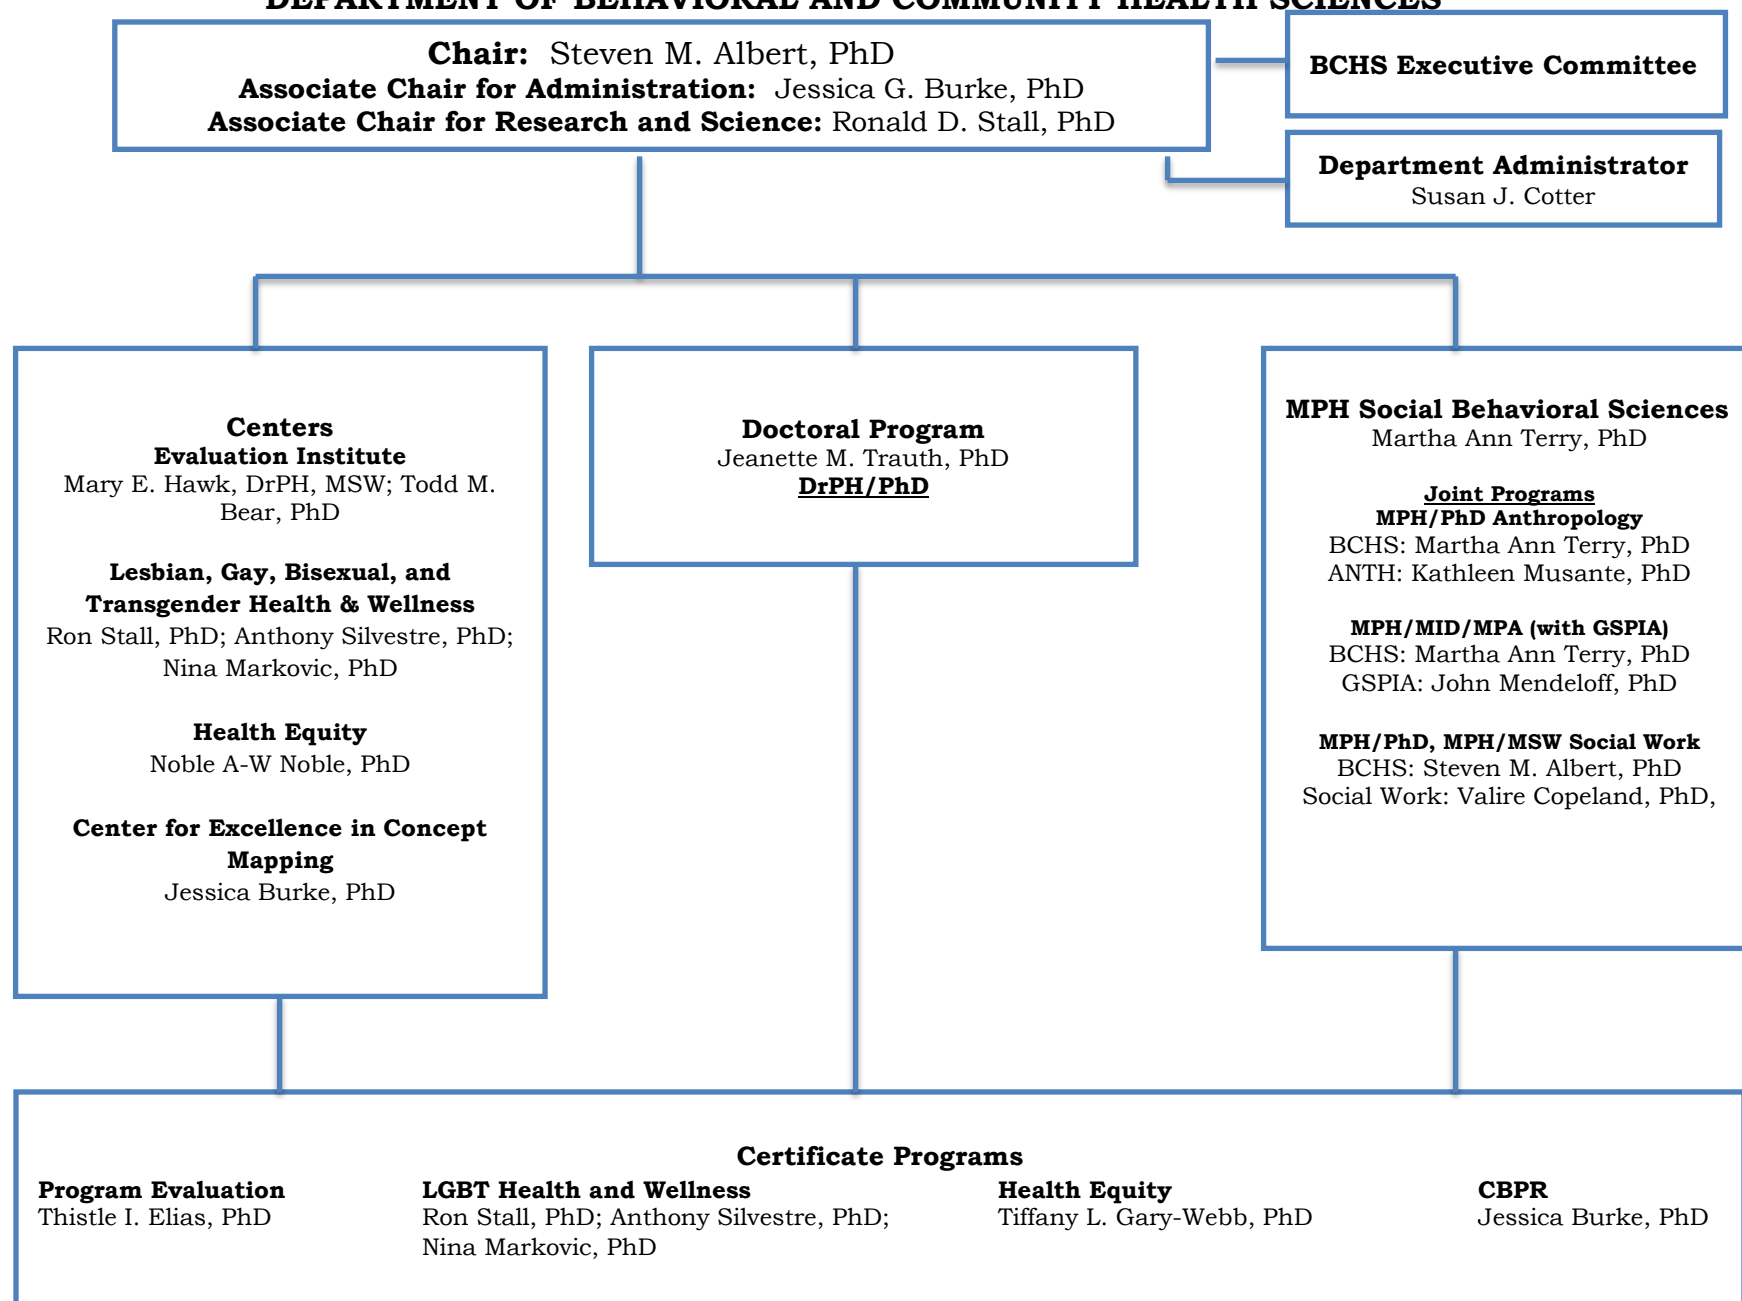 DEPARTMENT OF BEHAVIORAL AND COMMUNITY HEALTH SCIENCES
Chair: Steven M. Albert, PhD
Associate Chair for Administration: Jessica G. Burke, PhD
Associate Chair for Research and Science: Ronald D. Stall, PhD
BCHS Executive Committee
Department Administrator
Susan J. Cotter
Centers
Evaluation Institute
Mary E. Hawk, DrPH, MSW; Todd M.
Bear, PhD
Lesbian, Gay, Bisexual, and
Transgender Health & Wellness
Ron Stall, PhD; Anthony Silvestre, PhD;
Nina Markovic, PhD
Health Equity
Noble A-W Noble, PhD
Center for Excellence in Concept
Mapping
Jessica Burke, PhD
Doctoral Program
Jeanette M. Trauth, PhD
DrPH/PhD
MPH Social Behavioral Sciences
Martha Ann Terry, PhD
Joint Programs
MPH/PhD Anthropology
BCHS: Martha Ann Terry, PhD
ANTH: Kathleen Musante, PhD
MPH/MID/MPA (with GSPIA)
BCHS: Martha Ann Terry, PhD
GSPIA: John Mendeloff, PhD
MPH/PhD, MPH/MSW Social Work
BCHS: Steven M. Albert, PhD
Social Work: Valire Copeland, PhD,
Certificate Programs
Program Evaluation
Thistle I. Elias, PhD
LGBT Health and Wellness
Ron Stall, PhD; Anthony Silvestre, PhD;
Nina Markovic, PhD
Health Equity
Tiffany L. Gary-Webb, PhD
CBPR
Jessica Burke, PhD